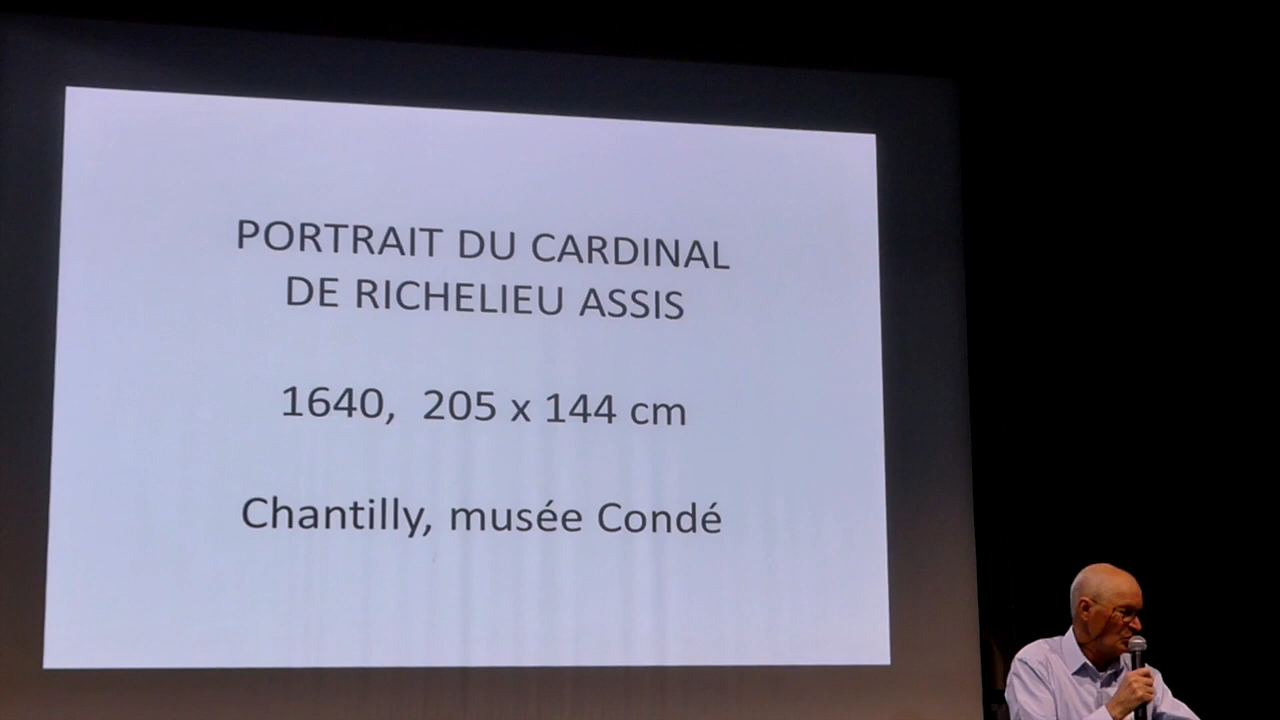 PORTRAIT DU CARDINAL
DE RICHELIEU ASSIS
1640, 205 x 144 cm
Chantilly, musée Condé